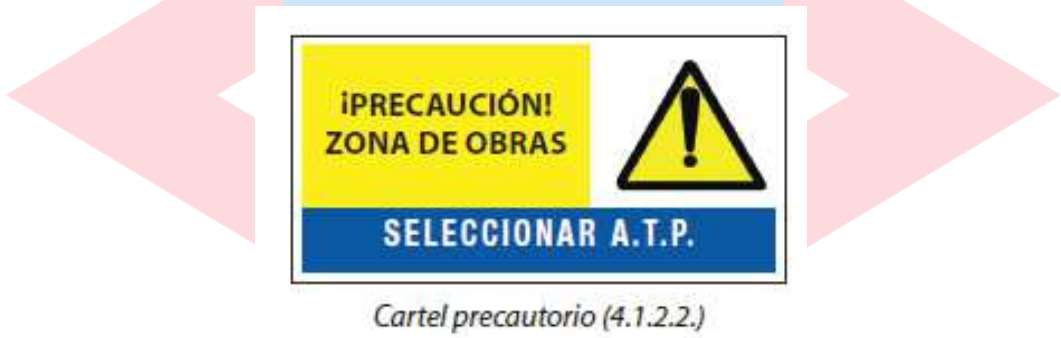 ¡PRECAUCIÓN!
ZONA DE OBRAS
SELECCIONAR A.T.P.
Cartel precautorio (4.1.2.2.)